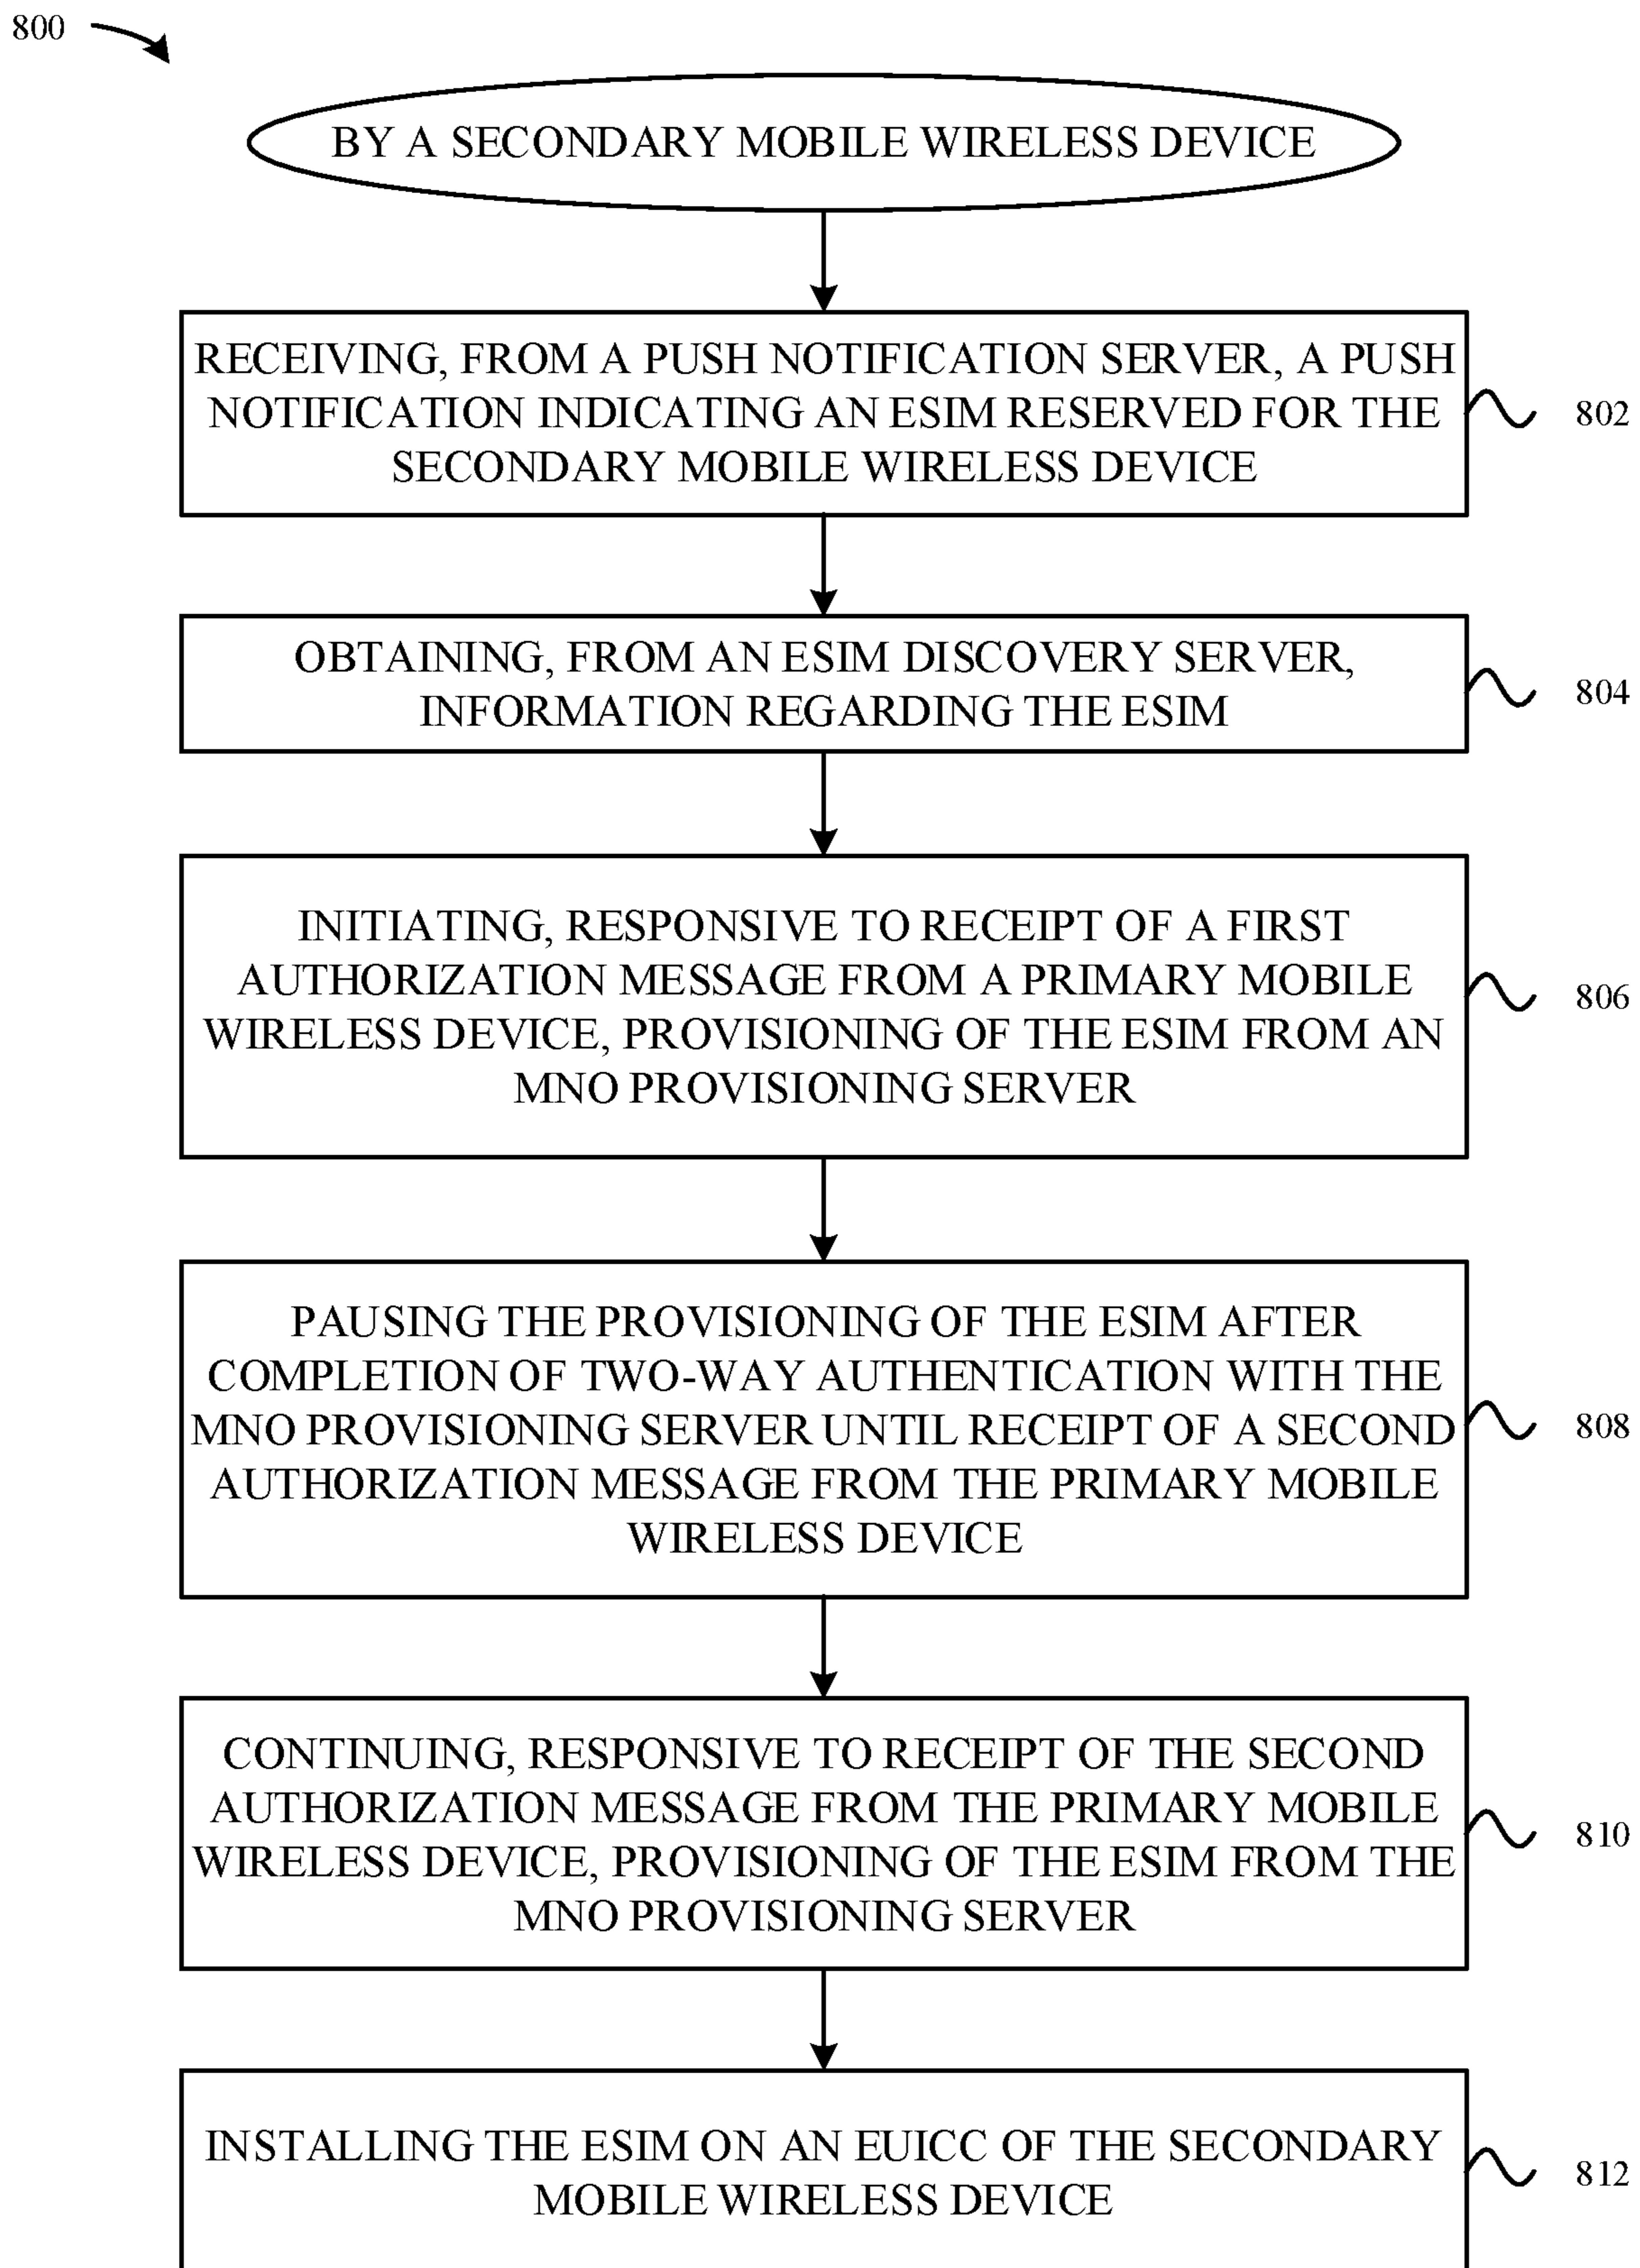 800
BY A SECONDARY MOBILE WIRELESS DEVICE
RECEIVING, FROM A PUSH NOTIFICATION SERVER, A PUSH
NOTIFICATION INDICATING AN ESIM RESERVED FOR THE
SECONDARY MOBILE WIRELESS DEVICE
802
OBTAINING, FROM AN ESIM DISCOVERY SERVER,
INFORMATION REGARDING THE ESIM
804
INITIATING, RESPONSIVE TO RECEIPT OF A FIRST
AUTHORIZATION MESSAGE FROM A PRIMARY MOBILE
WIRELESS DEVICE, PROVISIONING OF THE ESIM FROM AN
MNO PROVISIONING SERVER
806
PAUSING THE PROVISIONING OF THE ESIM AFTER
COMPLETION OF TWO-WAY AUTHENTICATION WITH THE
MNO PROVISIONING SERVER UNTIL RECEIPT OF A SECOND
AUTHORIZATION MESSAGE FROM THE PRIMARY MOBILE
WIRELESS DEVICE
808
CONTINUING, RESPONSIVE TO RECEIPT OF THE SECOND
AUTHORIZATION MESSAGE FROM THE PRIMARY MOBILE
WIRELESS DEVICE, PROVISIONING OF THE ESIM FROM THE
MNO PROVISIONING SERVER
810
INSTALLING THE ESIM ON AN EUICC OF THE SECONDARY
MOBILE WIRELESS DEVICE
812